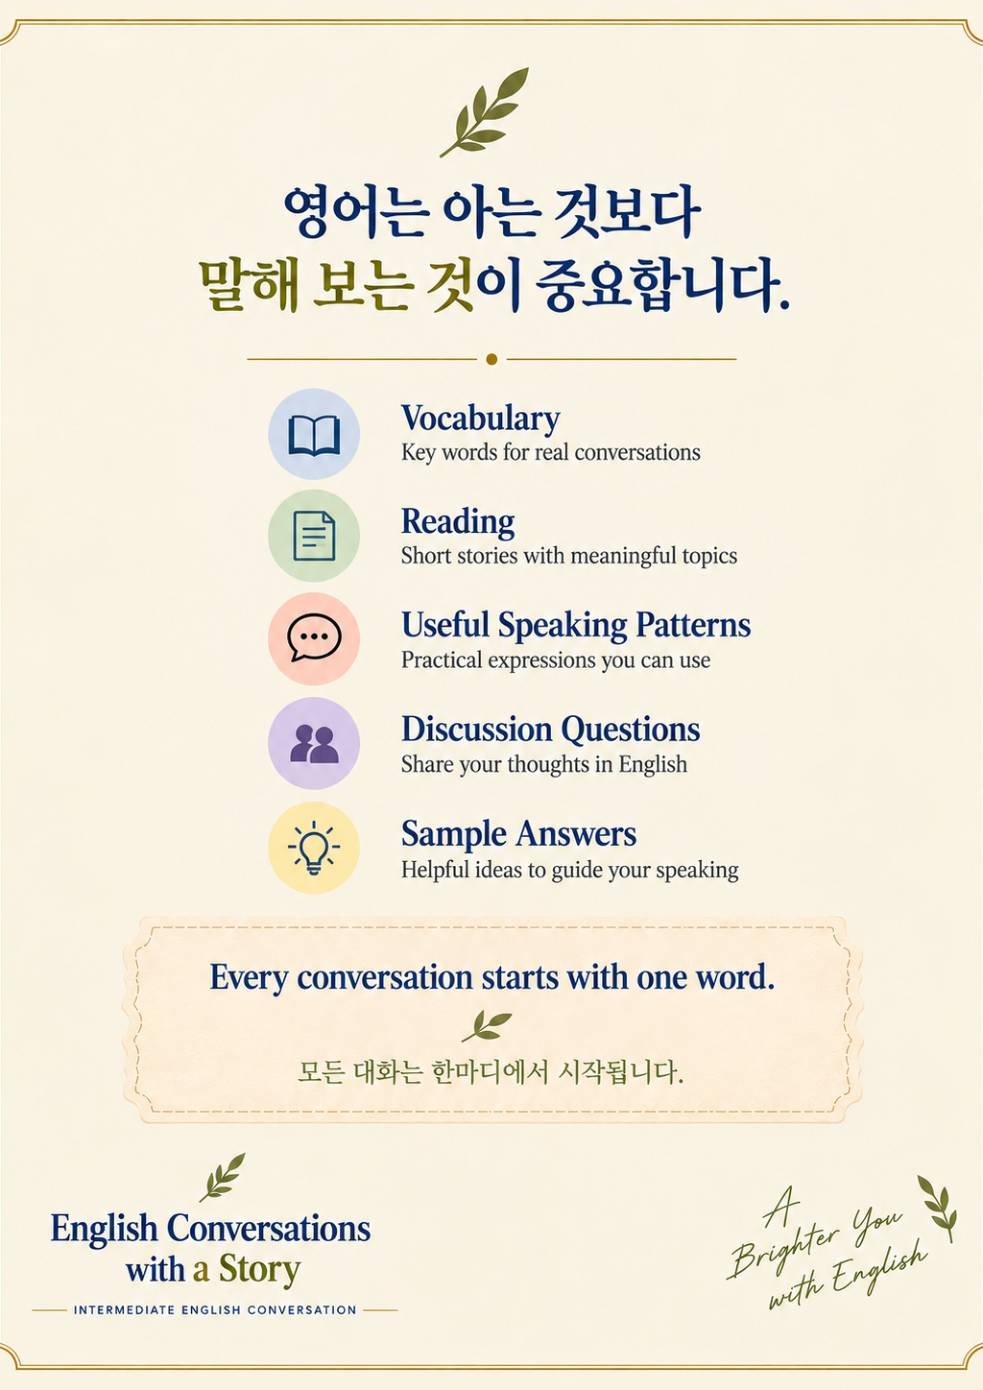 영어는 아는 것보다
말해 보는 것이 중요합니다.
Vocabulary
Key words for real conversations
Reading
Short stories with meaningful topics
Useful Speaking Patterns
Practical expressions you can use
Discussion Questions
Share your thoughts in English
Sample Answers
Helpful ideas to guide your speaking
Every conversation starts with one word.
모든 대화는 한마디에서 시작됩니다.
English Conversations
with a Story
INTERMEDIATE ENGLISH CONVERSATION
A
Brighter You
with English